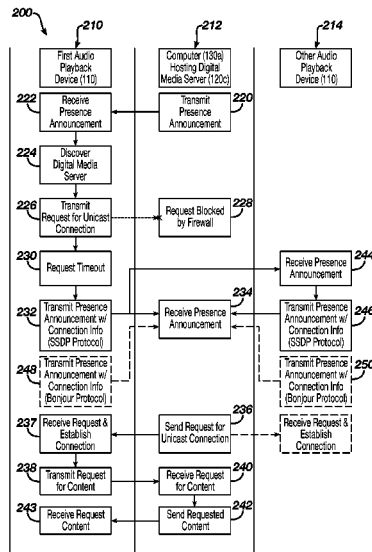 200
210
212
214
First Audio
Playback
Device (110)
Computer (130a)
Hosting Digital
Media Server (120c)
Other Audio
Playback
Device (110)
222
Receive
Presence
Announcement
220
Transmit
Presence
Announcement
224
Discover
Digital Media
Server
226
Transmit
Request for Unicast
Connection
228
Request Blocked
by Firewall
230
Request Timeout
244
Receive Presence
Announcement
232
Transmit Presence
Announcement w/
Connection Info
(SSDP Protocol)
234
Receive Presence
Announcement
246
Transmit Presence
Announcement w/
Connection Info
(SSDP Protocol)
248
Transmit Presence
Announcement w/
Connection Info
(Bonjour Protocol)
250
Transmit Presence
Announcement w/
Connection Info
(Bonjour Protocol)
237
Receive Request &
Establish
Connection
236
Send Request for
Unicast Connection
Receive Request &
Establish
Connection
238
Transmit Request
for Content
240
Receive Request
for Content
243
Receive Request
Content
242
Send Requested
Content